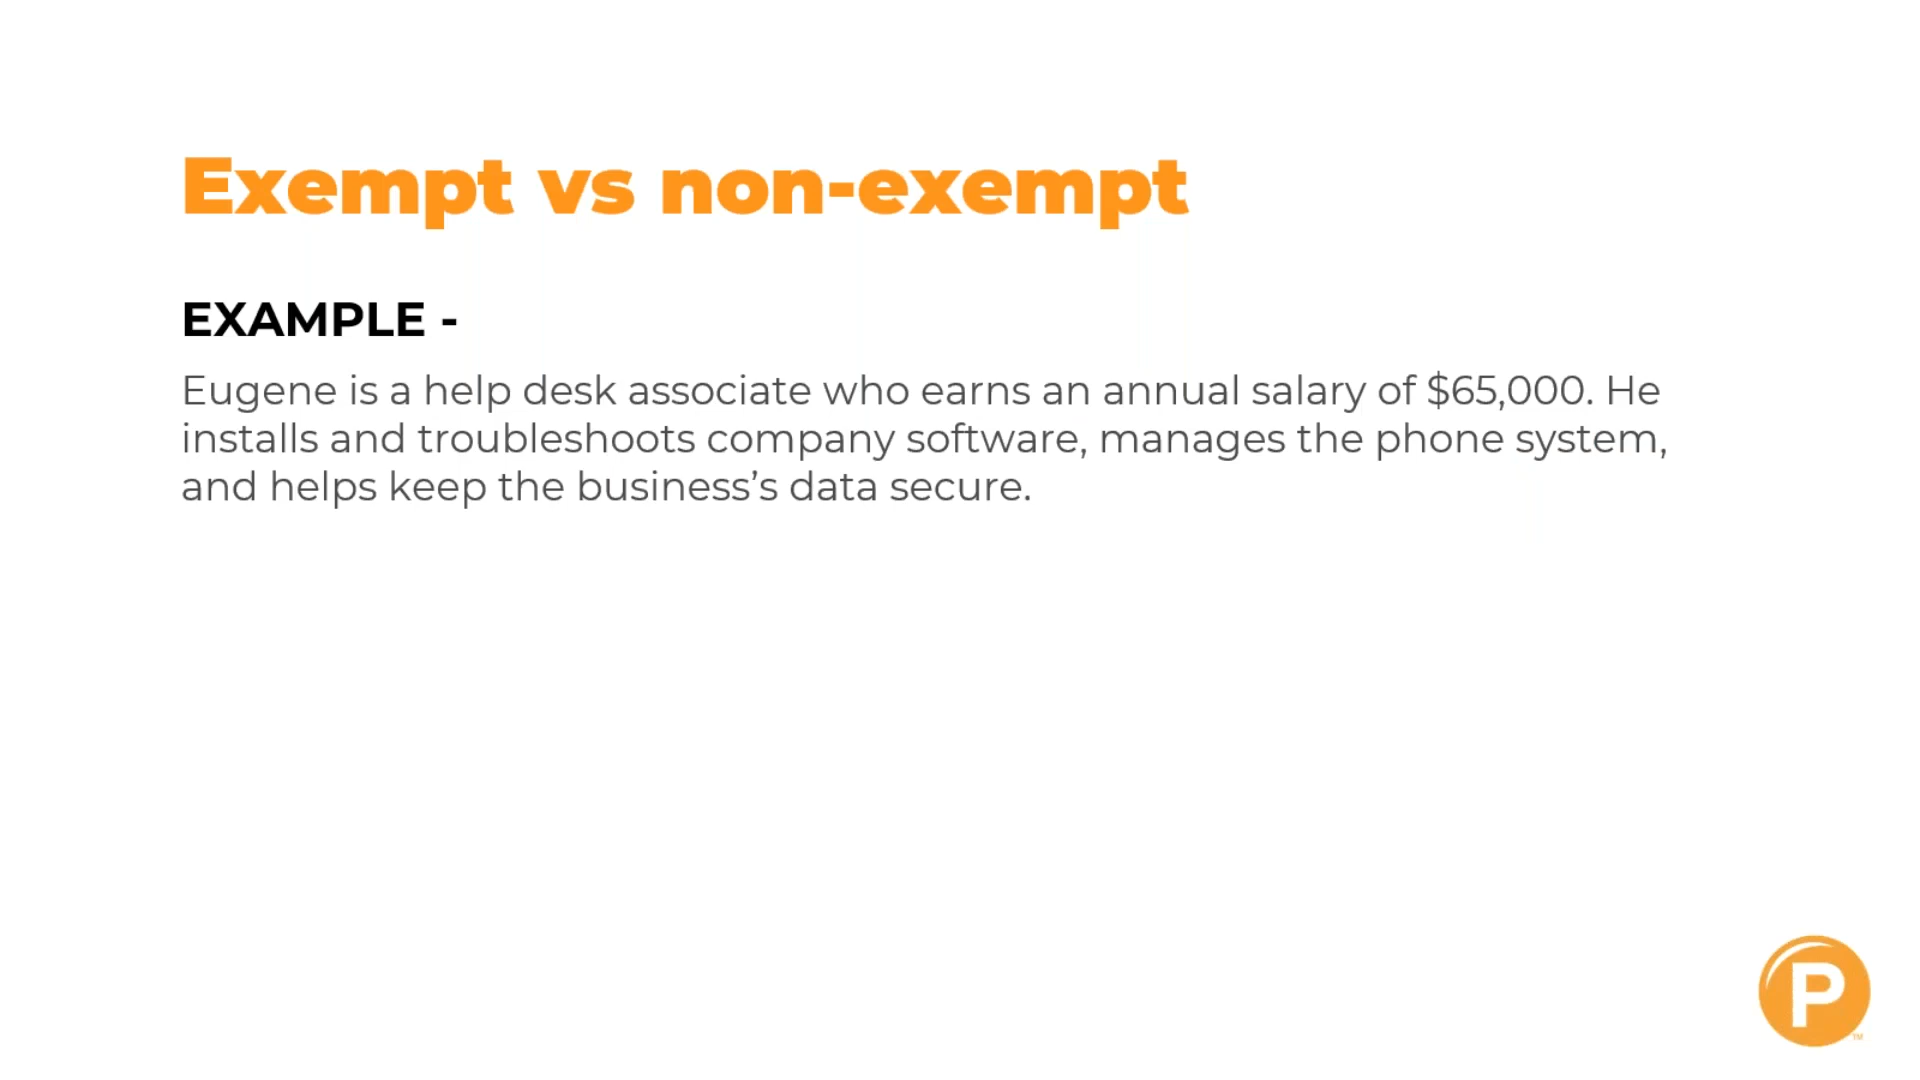 Exempt vs non-exempt
EXAMPLE -
Eugene is a help desk associate who earns an annual salary of $65,000. He
installs and troubleshoots company software, manages the phone system,
and helps keep the business’s data secure.
P
TM